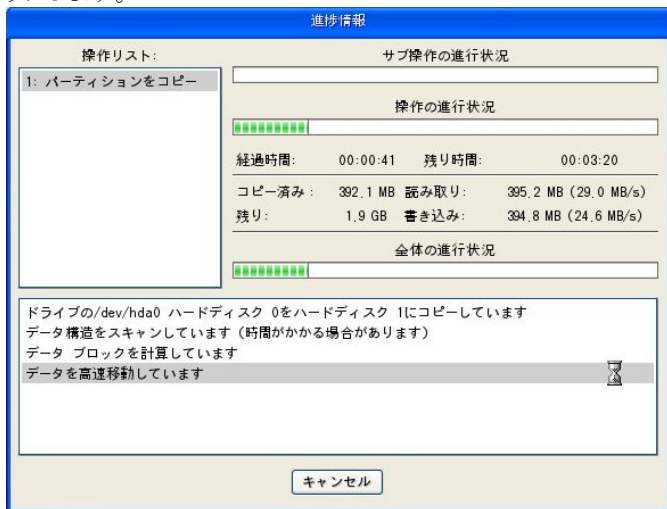 進捗情報
操作リスト:
1: パーティションをコピー
サブ操作の進行状況
操作の進行状況
経過時間: 00:00:41 残り時間: 00:03:20
コピー済み: 392.1 MB 読み取り: 395.2 MB (29.0 MB/s)
残り: 1.9 GB 書き込み: 394.8 MB (24.6 MB/s)
全体の進行状況
ドライブの/dev/hda0 ハードディスク 0をハードディスク 1にコピーしています
データ構造をスキャンしています (時間がかかる場合があります)
データ ブロックを計算しています
データを高速移動しています
キャンセル